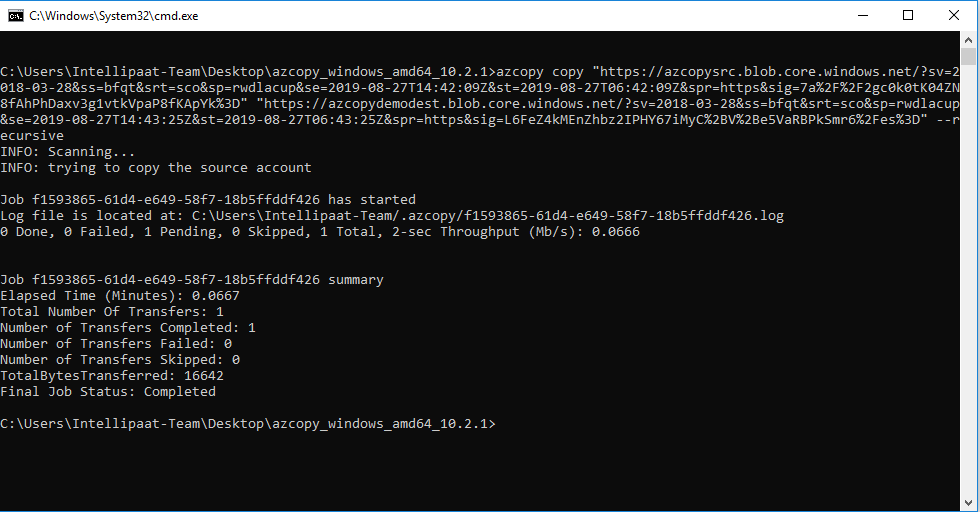 C:\Windows\System32\cmd.exe
C:\Users\Intellipaat-Team\Desktop\azcopy_windows_amd64_10.2.1>azcopy copy "https://azcopysrc.blob.core.windows.net/?sv=2
018-03-28&ss=bfqt&srt=sco&sp=rwdlacup&se=2019-08-27T14:42:09Z&st=2019-08-27T06:42:09Z&spr=https&sig=7a%2F%2F2gc0k0tK04ZN
8fAhPhDaxv3g1vtkVpaP8fKApYk%3D" "https://azcopydemodest.blob.core.windows.net/?sv=2018-03-28&ss=bfqt&srt=sco&sp=rwdlacup
&se=2019-08-27T14:43:25Z&st=2019-08-27T06:43:25Z&spr=https&sig=L6FeZ4kMEnZhbz2IPHY67iMyC%2BV%2Be5VaRBPkSmr6%2Fes%3D" --r
ecursive
INFO: Scanning...
INFO: trying to copy the source account
Job f1593865-61d4-e649-58f7-18b5ffddf426 has started
Log file is located at: C:\Users\Intellipaat-Team/.azcopy/f1593865-61d4-e649-58f7-18b5ffddf426.log
0 Done, 0 Failed, 1 Pending, 0 Skipped, 1 Total, 2-sec Throughput (Mb/s): 0.0666
Job f1593865-61d4-e649-58f7-18b5ffddf426 summary
Elapsed Time (Minutes): 0.0667
Total Number Of Transfers: 1
Number of Transfers Completed: 1
Number of Transfers Failed: 0
Number of Transfers Skipped: 0
TotalBytesTransferred: 16642
Final Job Status: Completed
C:\Users\Intellipaat-Team\Desktop\azcopy_windows_amd64_10.2.1>